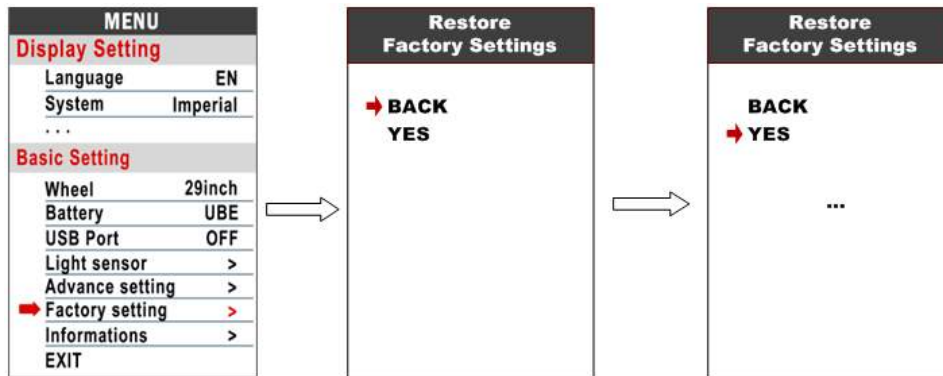 MENU
Display Setting
Language EN
System Imperial
...
Basic Setting
Wheel 29inch
Battery UBE
USB Port OFF
Light sensor >
Advance setting >
Factory setting >
Informations >
EXIT
Restore
Factory Settings
BACK
YES
Restore
Factory Settings
BACK
YES
...